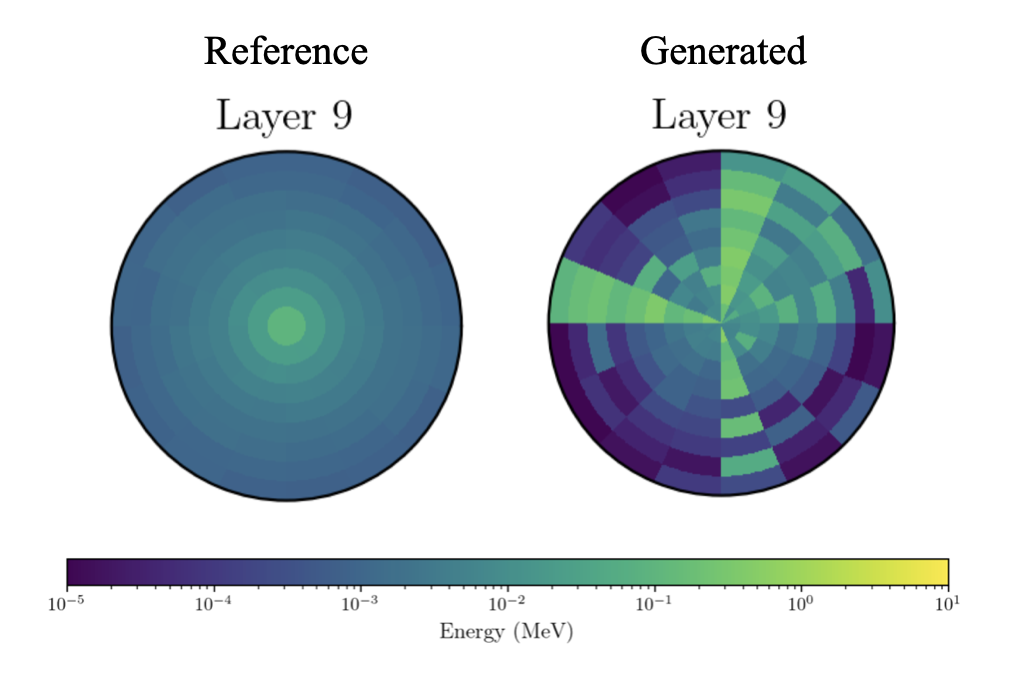 Reference Generated
Layer 9 Layer 9
10⁻⁵ 10⁻⁴ 10⁻³ 10⁻² 10⁻¹ 10⁰ 10¹
Energy (MeV)